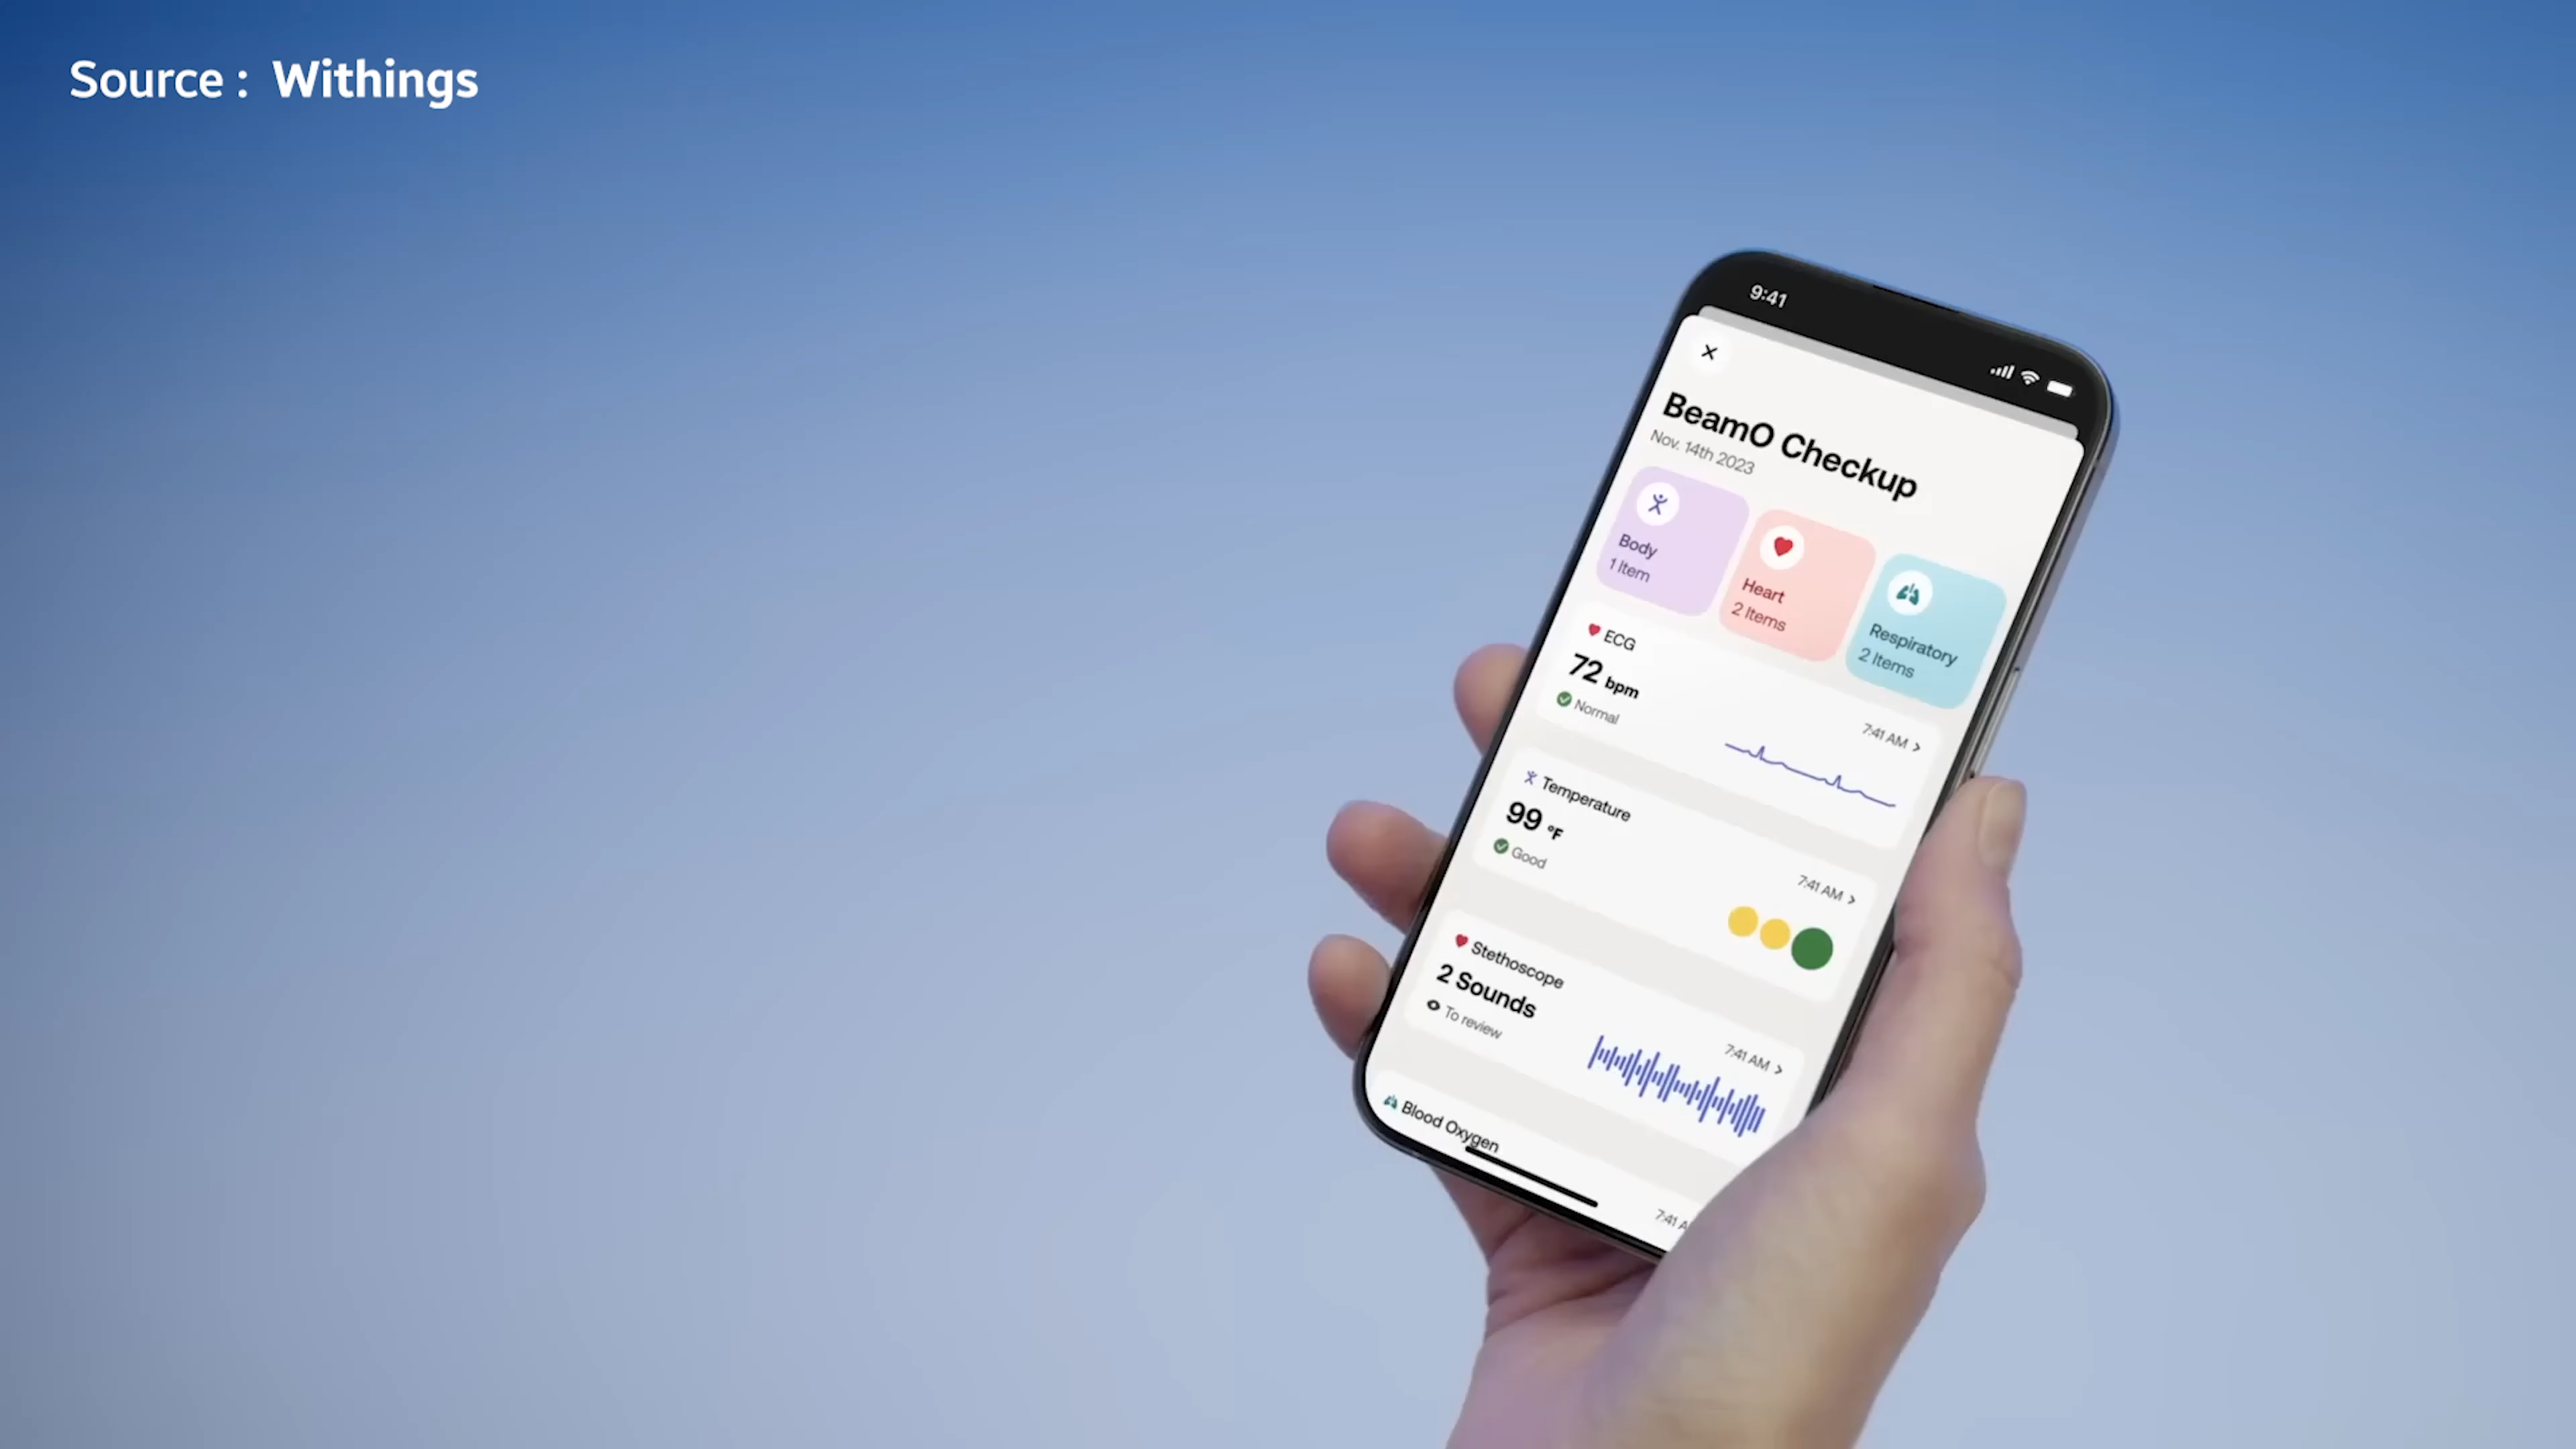 Source : Withings
9:41
BeamO Checkup
Nov. 14th 2023
Body
1 Item
Heart
2 Items
Respiratory
2 Items
ECG
7:41 AM
72 bpm
Normal
Temperature
7:41 AM
99 °F
Good
Stethoscope
7:41 AM
2 Sounds
To review
Blood Oxygen
7:41 A